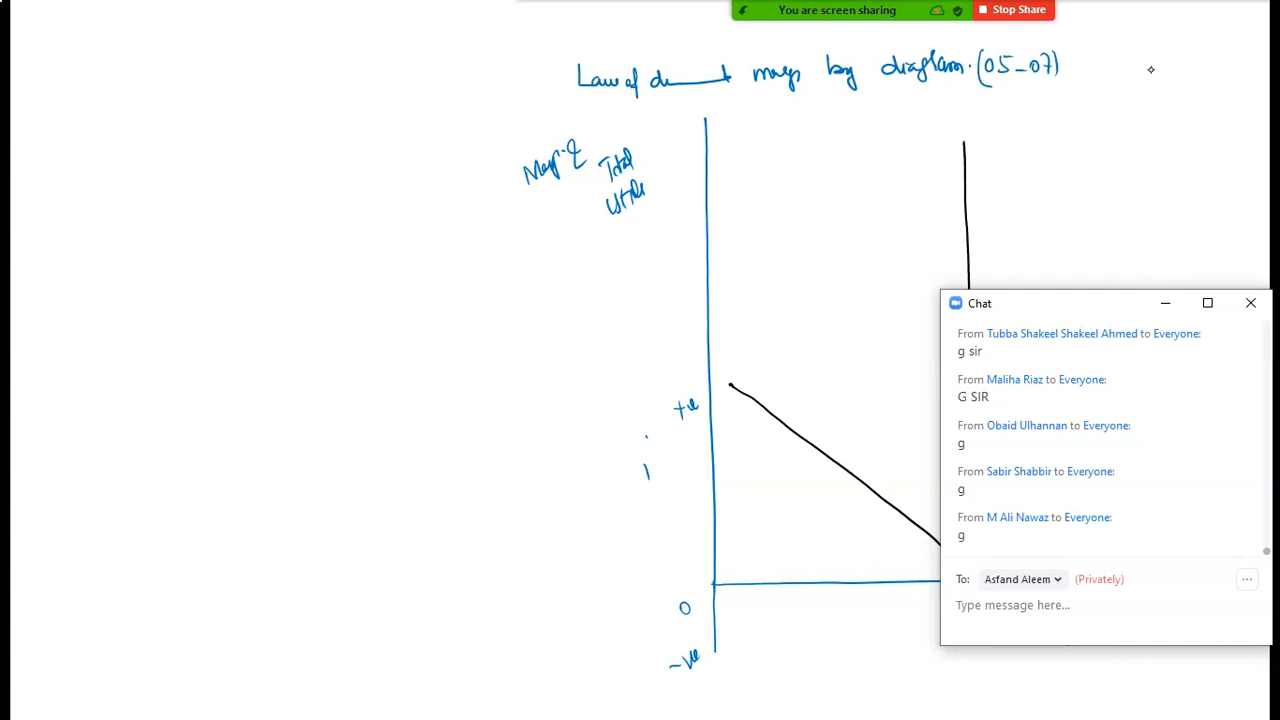 You are screen sharing
Stop Share
Law of de by diagram. (05-07)
Total
+ve
0
-ve
Chat
From Tubba Shakeel Shakeel Ahmed to Everyone:
g sir
From Maliha Riaz to Everyone:
G SIR
From Obaid Ulhannan to Everyone:
g
From Sabir Shabbir to Everyone:
g
From M Ali Nawaz to Everyone:
g
To: Asfand Aleem (Privately)
Type message here...